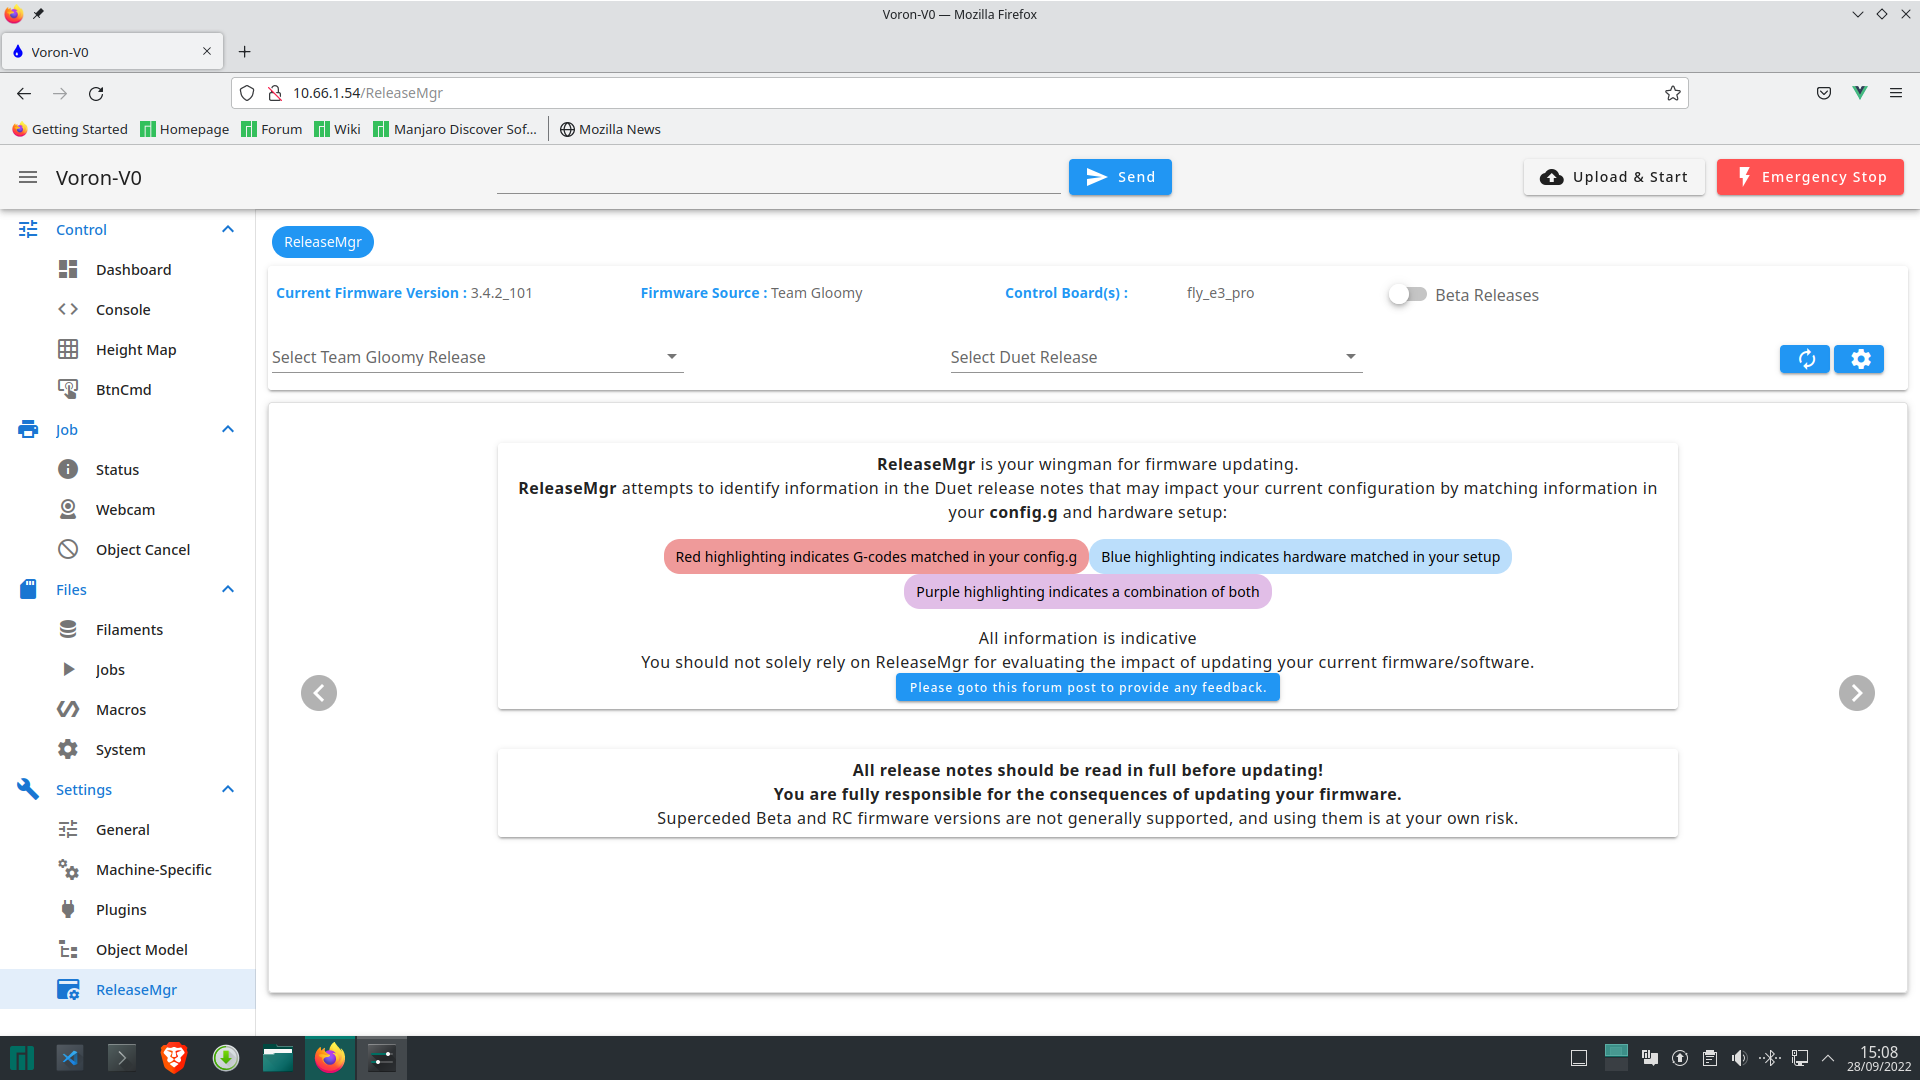 Voron-V0 — Mozilla Firefox
Voron-V0
10.66.1.54/ReleaseMgr
Getting Started Homepage Forum Wiki Manjaro Discover Sof... Mozilla News
Voron-V0 Send Upload & Start Emergency Stop
Control
Dashboard
Console
Height Map
BtnCmd
Job
Status
Webcam
Object Cancel
Files
Filaments
Jobs
Macros
System
Settings
General
Machine-Specific
Plugins
Object Model
ReleaseMgr
ReleaseMgr
Current Firmware Version : 3.4.2_101 Firmware Source : Team Gloomy Control Board(s) : fly_e3_pro Beta Releases
Select Team Gloomy Release Select Duet Release
ReleaseMgr is your wingman for firmware updating.
ReleaseMgr attempts to identify information in the Duet release notes that may impact your current configuration by matching information in
your config.g and hardware setup:
Red highlighting indicates G-codes matched in your config.g Blue highlighting indicates hardware matched in your setup
Purple highlighting indicates a combination of both
All information is indicative
You should not solely rely on ReleaseMgr for evaluating the impact of updating your current firmware/software.
Please goto this forum post to provide any feedback.
All release notes should be read in full before updating!
You are fully responsible for the consequences of updating your firmware.
Superceded Beta and RC firmware versions are not generally supported, and using them is at your own risk.
15:08
28/09/2022